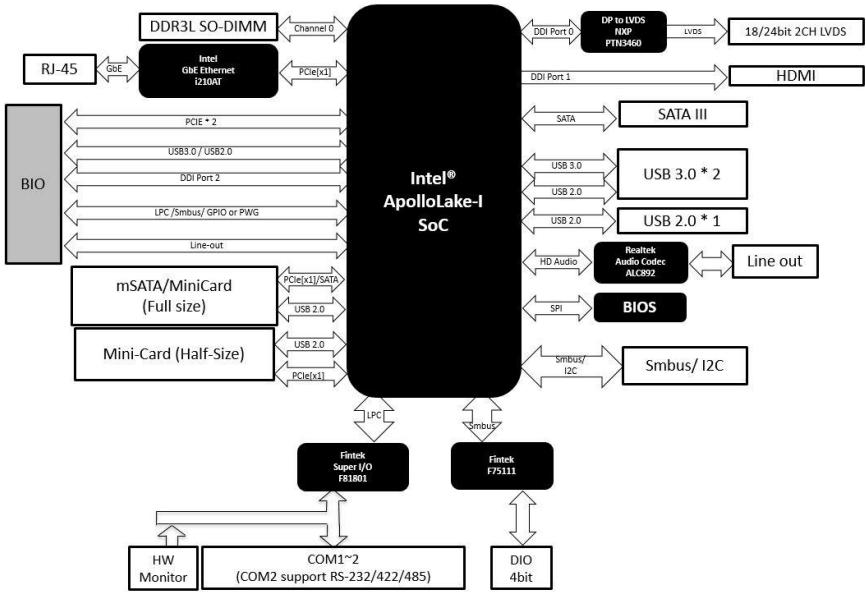 DDR3L SO-DIMM
Channel 0
RJ-45
GbE
Intel
GbE Ethernet
i210AT
PCIe[x1]
BIO
PCIE * 2
USB3.0 / USB2.0
DDI Port 2
LPC /Smbus/ GPIO or PWG
Line-out
mSATA/MiniCard
(Full size)
PCIe[x1]/SATA
USB 2.0
Mini-Card (Half-Size)
USB 2.0
PCIe[x1]
Intel®
ApolloLake-I
SoC
DDI Port 0
DP to LVDS
NXP
PTN3460
LVDS
18/24bit 2CH LVDS
DDI Port 1
HDMI
SATA
SATA III
USB 3.0
USB 2.0
USB 3.0 * 2
USB 2.0
USB 2.0 * 1
HD Audio
Realtek
Audio Codec
ALC892
Line out
SPI
BIOS
Smbus/
I2C
Smbus/ I2C
LPC
Smbus
Fintek
Super I/O
F81801
Fintek
F75111
HW
Monitor
COM1~2
(COM2 support RS-232/422/485)
DIO
4bit